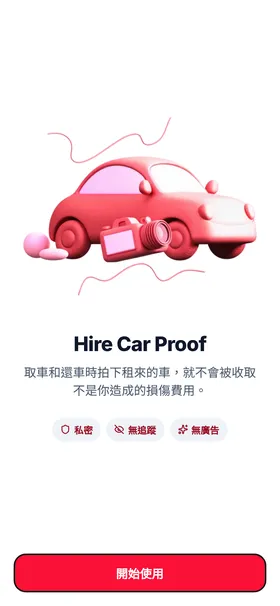 Hire Car Proof
取車和還車時拍下租來的車，就不會被收取
不是你造成的損傷費用。
私密
無追蹤
無廣告
開始使用